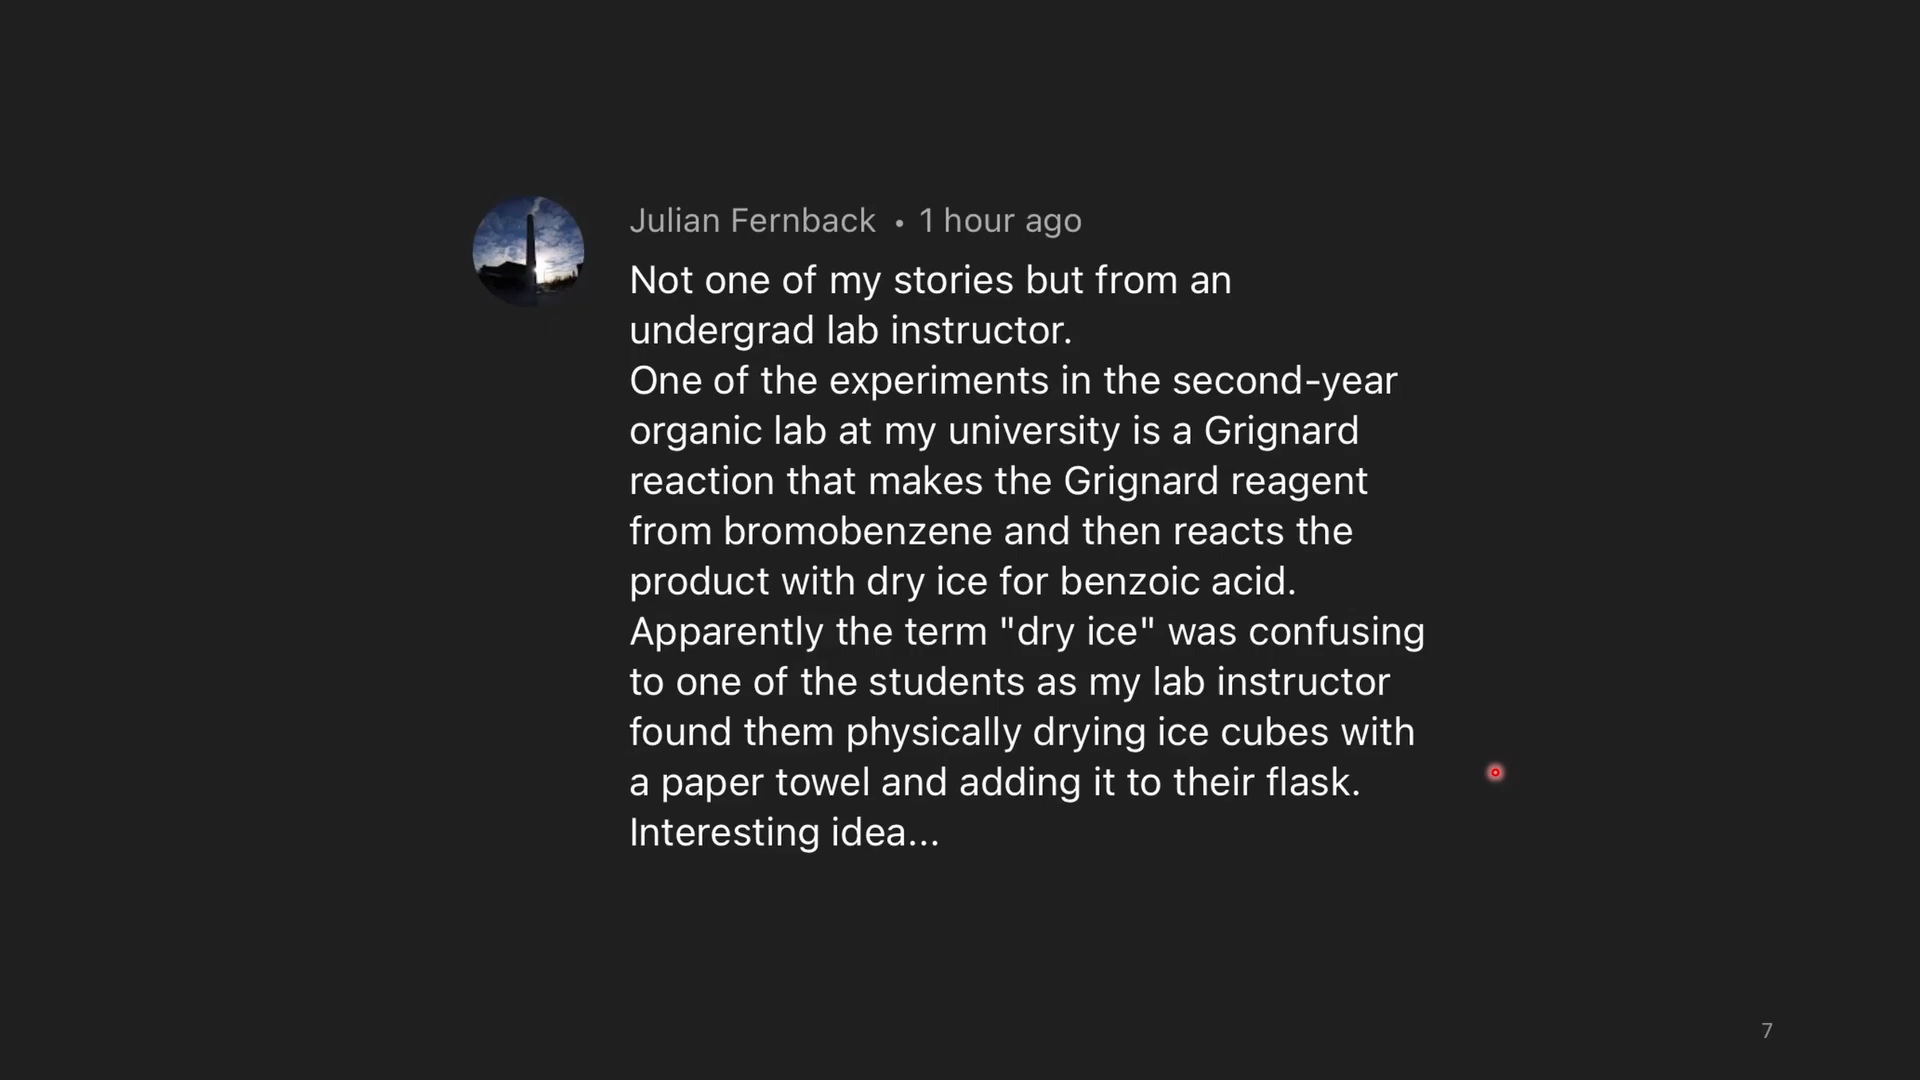 Julian Fernback • 1 hour ago
Not one of my stories but from an
undergrad lab instructor.
One of the experiments in the second-year
organic lab at my university is a Grignard
reaction that makes the Grignard reagent
from bromobenzene and then reacts the
product with dry ice for benzoic acid.
Apparently the term "dry ice" was confusing
to one of the students as my lab instructor
found them physically drying ice cubes with
a paper towel and adding it to their flask.
Interesting idea...
7